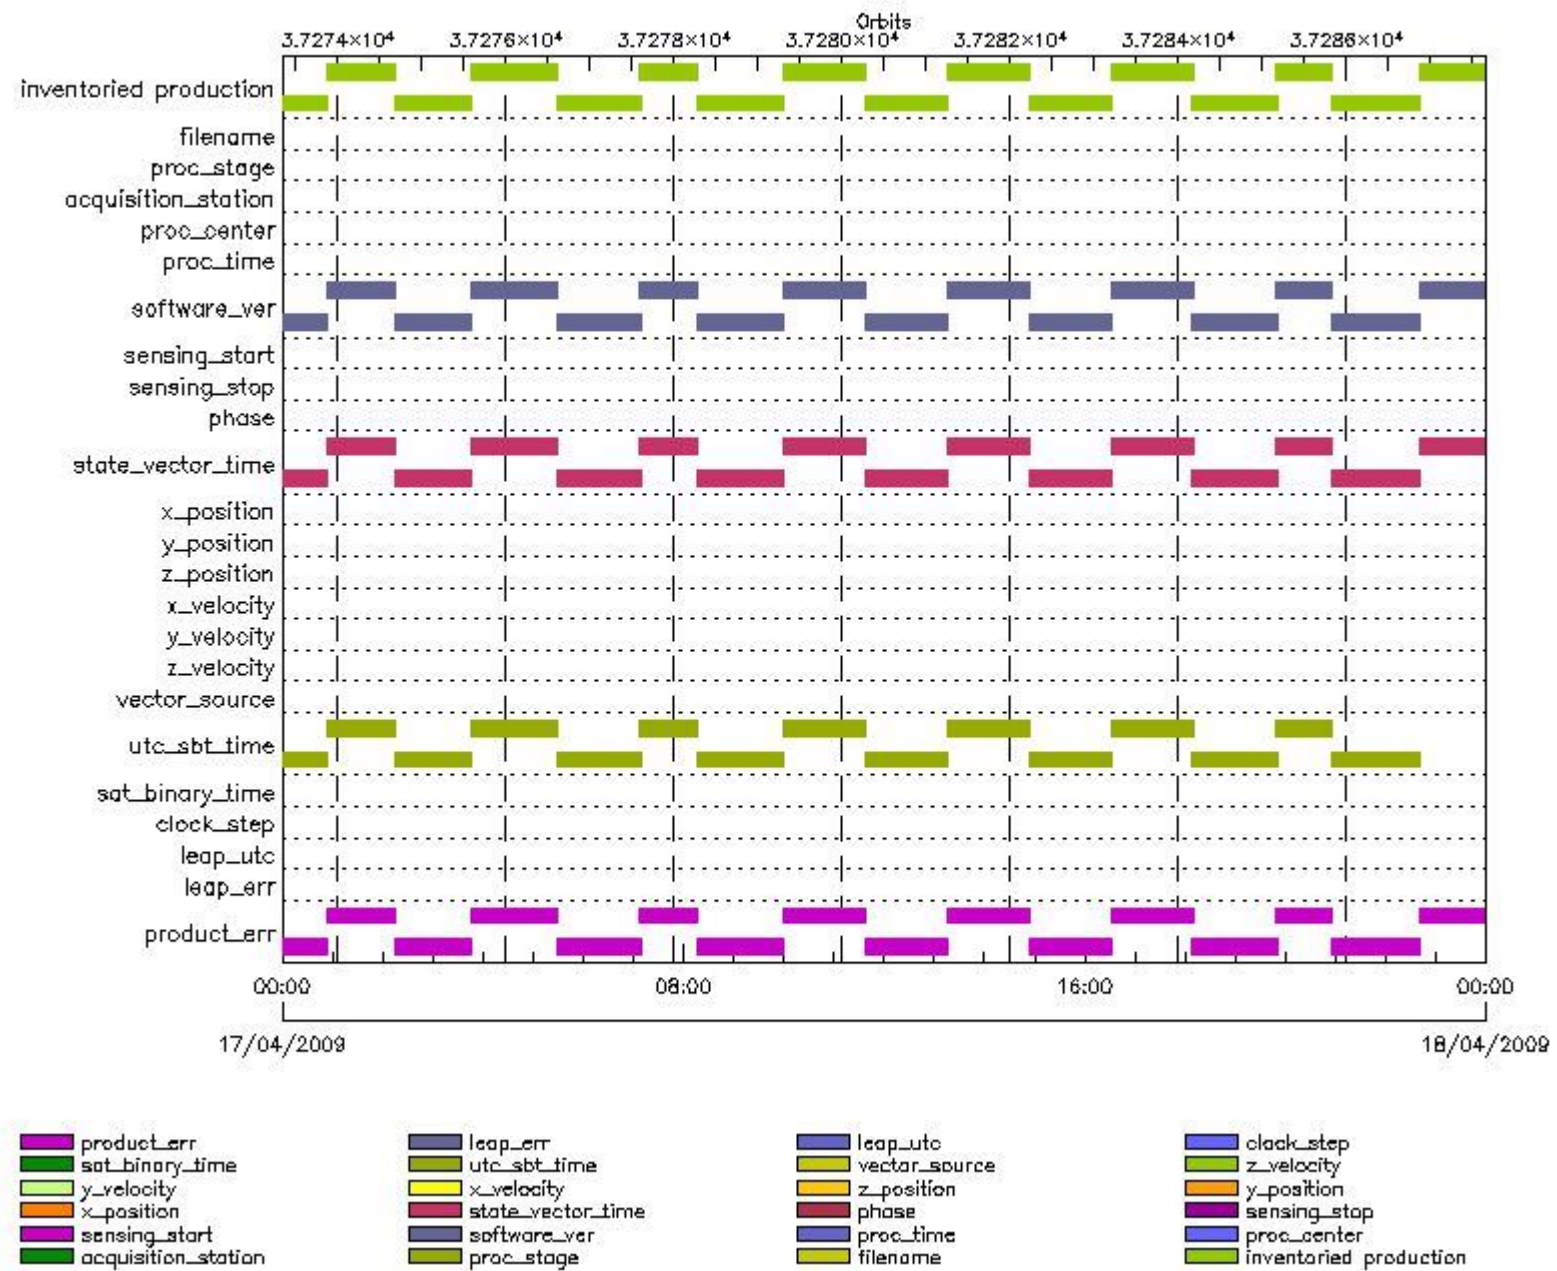 Orbits
3.7274×10⁴ 3.7276×10⁴ 3.7278×10⁴ 3.7280×10⁴ 3.7282×10⁴ 3.7284×10⁴ 3.7286×10⁴
inventoried production
filename
proc_stage
acquisition_station
proc_center
proc_time
software_ver
sensing_start
sensing_stop
phase
state_vector_time
x_position
y_position
z_position
x_velocity
y_velocity
z_velocity
vector_source
utc_sbt_time
sat_binary_time
clock_step
leap_utc
leap_err
product_err
00:00 08:00 16:00 00:00
17/04/2009 18/04/2009
product_err leap_err leap_utc clock_step
sat_binary_time utc_sbt_time vector_source z_velocity
y_velocity x_velocity z_position y_position
x_position state_vector_time phase sensing_stop
sensing_start software_ver proc_time proc_center
acquisition_station proc_stage filename inventoried production